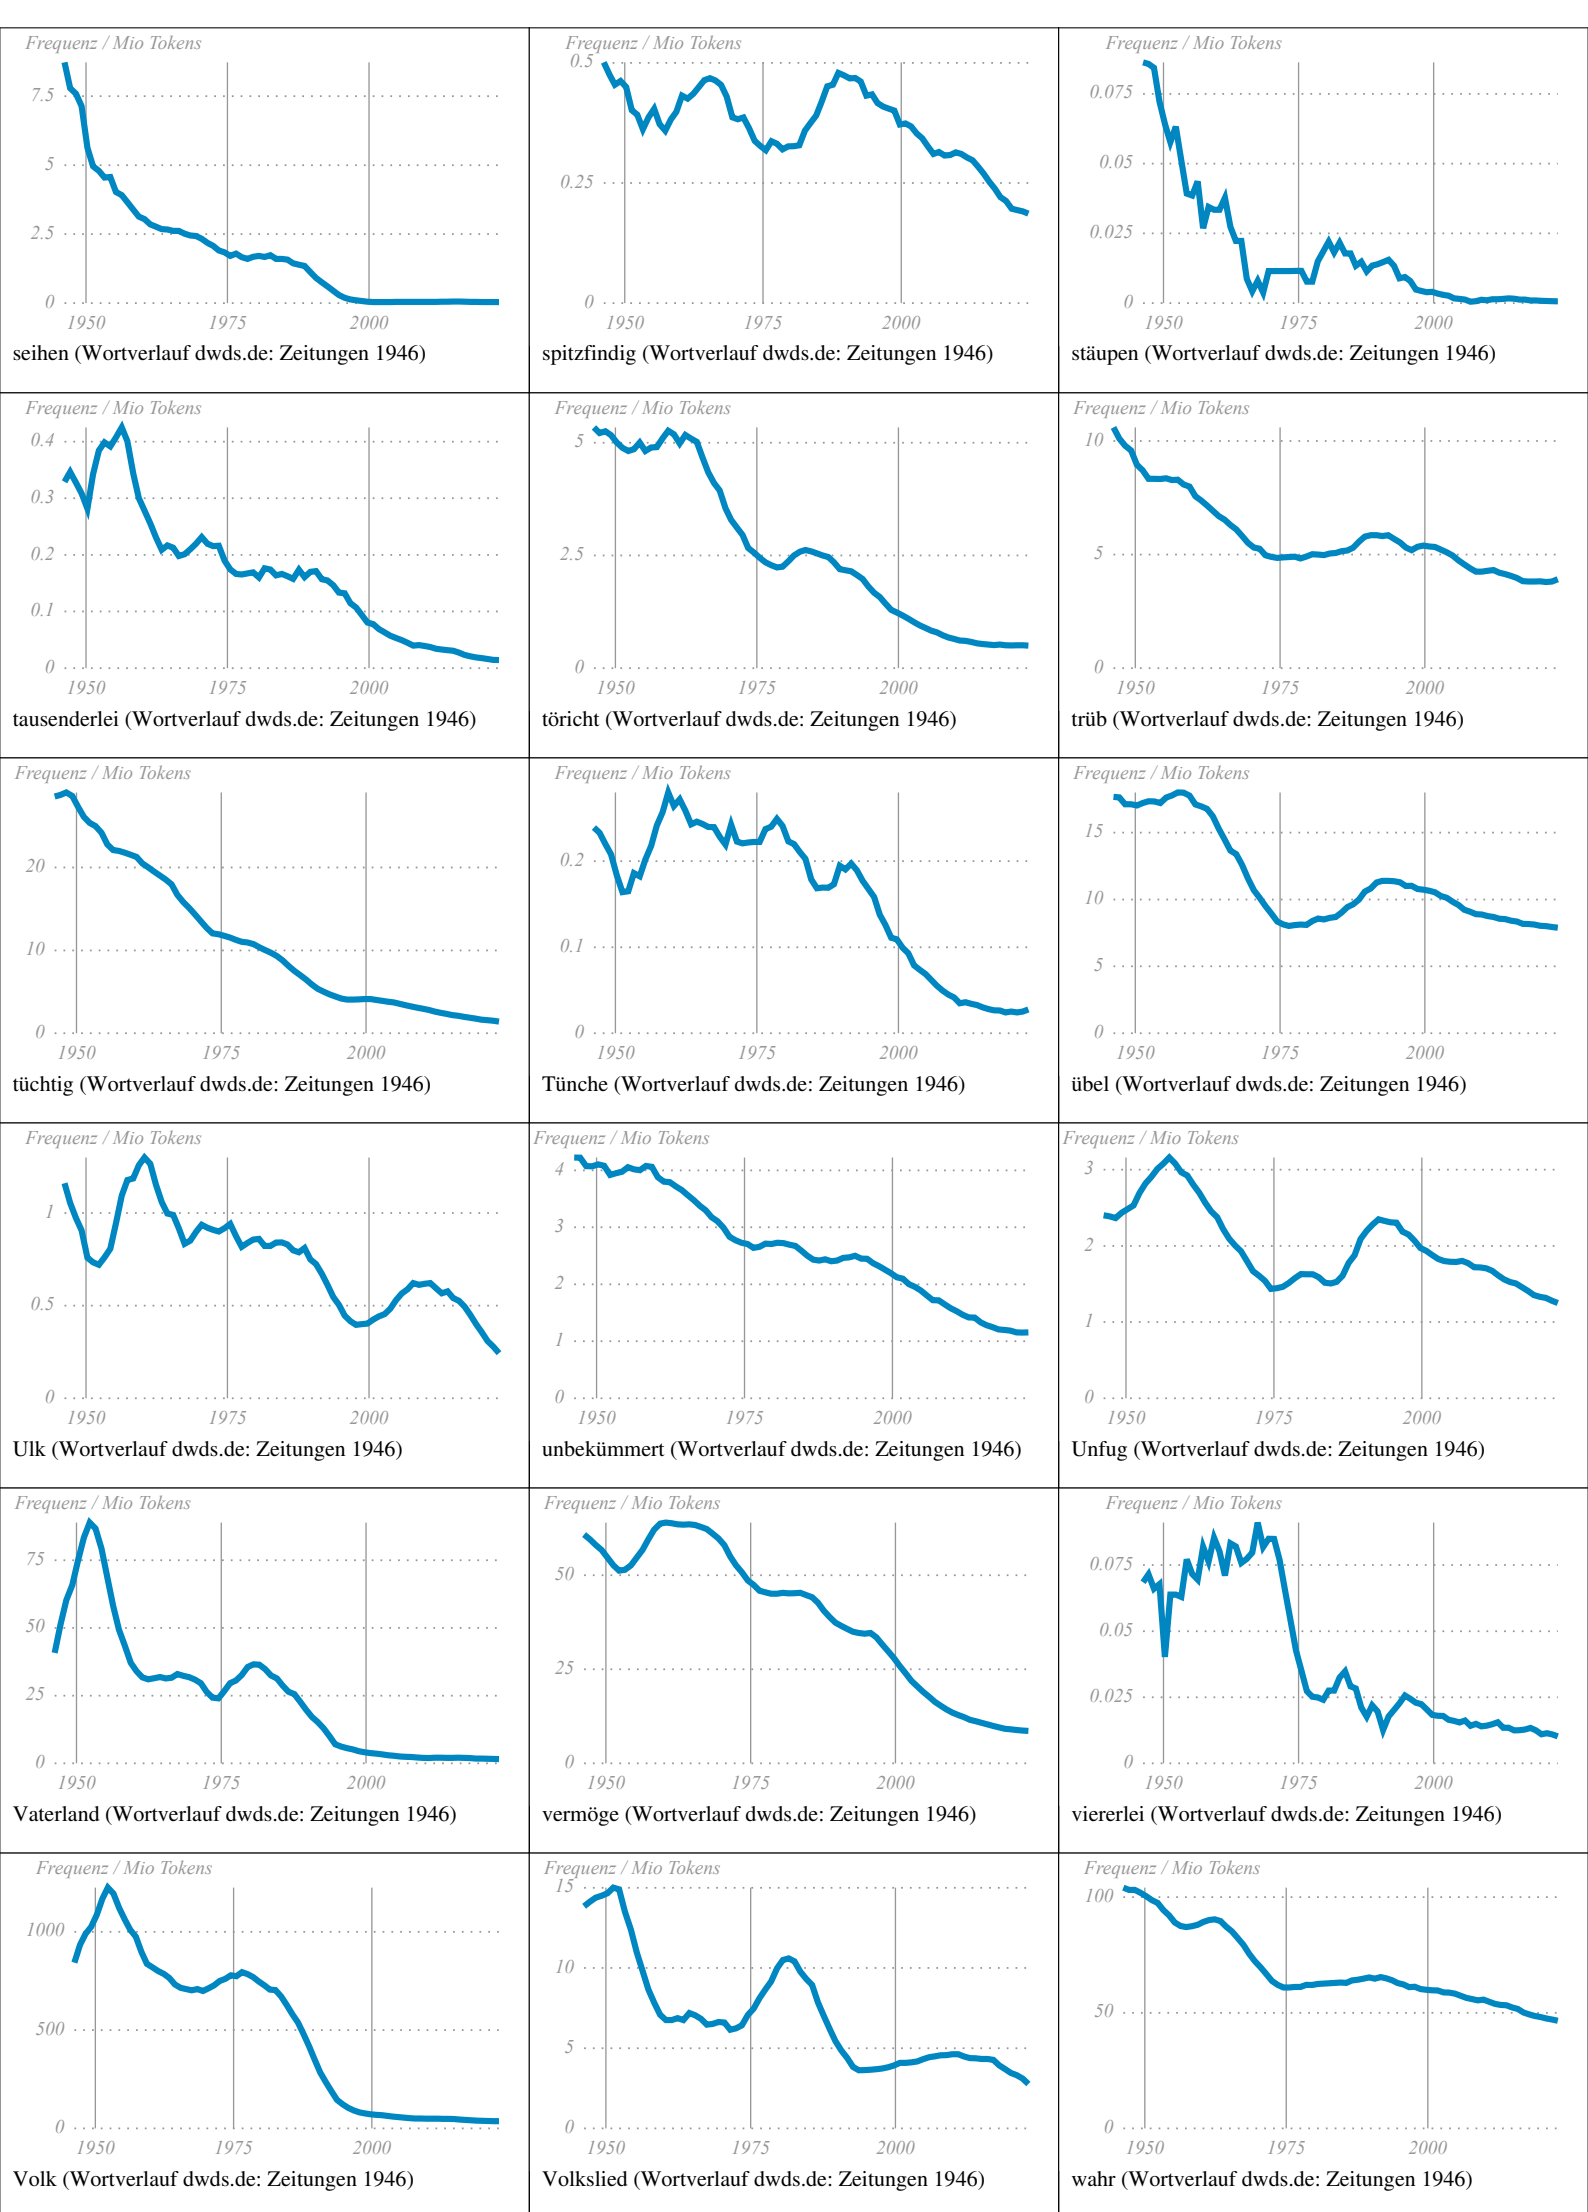 Frequenz / Mio Tokens
7.5
5
2.5
0
1950 1975 2000
seihen (Wortverlauf dwds.de: Zeitungen 1946)
Frequenz / Mio Tokens
0.5
0.25
0
1950 1975 2000
spitzfindig (Wortverlauf dwds.de: Zeitungen 1946)
Frequenz / Mio Tokens
0.075
0.05
0.025
0
1950 1975 2000
stäupen (Wortverlauf dwds.de: Zeitungen 1946)
Frequenz / Mio Tokens
0.4
0.3
0.2
0.1
0
1950 1975 2000
tausenderlei (Wortverlauf dwds.de: Zeitungen 1946)
Frequenz / Mio Tokens
5
2.5
0
1950 1975 2000
töricht (Wortverlauf dwds.de: Zeitungen 1946)
Frequenz / Mio Tokens
10
5
0
1950 1975 2000
trüb (Wortverlauf dwds.de: Zeitungen 1946)
Frequenz / Mio Tokens
20
10
0
1950 1975 2000
tüchtig (Wortverlauf dwds.de: Zeitungen 1946)
Frequenz / Mio Tokens
0.2
0.1
0
1950 1975 2000
Tünche (Wortverlauf dwds.de: Zeitungen 1946)
Frequenz / Mio Tokens
15
10
5
0
1950 1975 2000
übel (Wortverlauf dwds.de: Zeitungen 1946)
Frequenz / Mio Tokens
1
0.5
0
1950 1975 2000
Ulk (Wortverlauf dwds.de: Zeitungen 1946)
Frequenz / Mio Tokens
4
3
2
1
0
1950 1975 2000
unbekümmert (Wortverlauf dwds.de: Zeitungen 1946)
Frequenz / Mio Tokens
3
2
1
0
1950 1975 2000
Unfug (Wortverlauf dwds.de: Zeitungen 1946)
Frequenz / Mio Tokens
75
50
25
0
1950 1975 2000
Vaterland (Wortverlauf dwds.de: Zeitungen 1946)
Frequenz / Mio Tokens
50
25
0
1950 1975 2000
vermöge (Wortverlauf dwds.de: Zeitungen 1946)
Frequenz / Mio Tokens
0.075
0.05
0.025
0
1950 1975 2000
viererlei (Wortverlauf dwds.de: Zeitungen 1946)
Frequenz / Mio Tokens
1000
500
0
1950 1975 2000
Volk (Wortverlauf dwds.de: Zeitungen 1946)
Frequenz / Mio Tokens
15
10
5
0
1950 1975 2000
Volkslied (Wortverlauf dwds.de: Zeitungen 1946)
Frequenz / Mio Tokens
100
50
0
1950 1975 2000
wahr (Wortverlauf dwds.de: Zeitungen 1946)